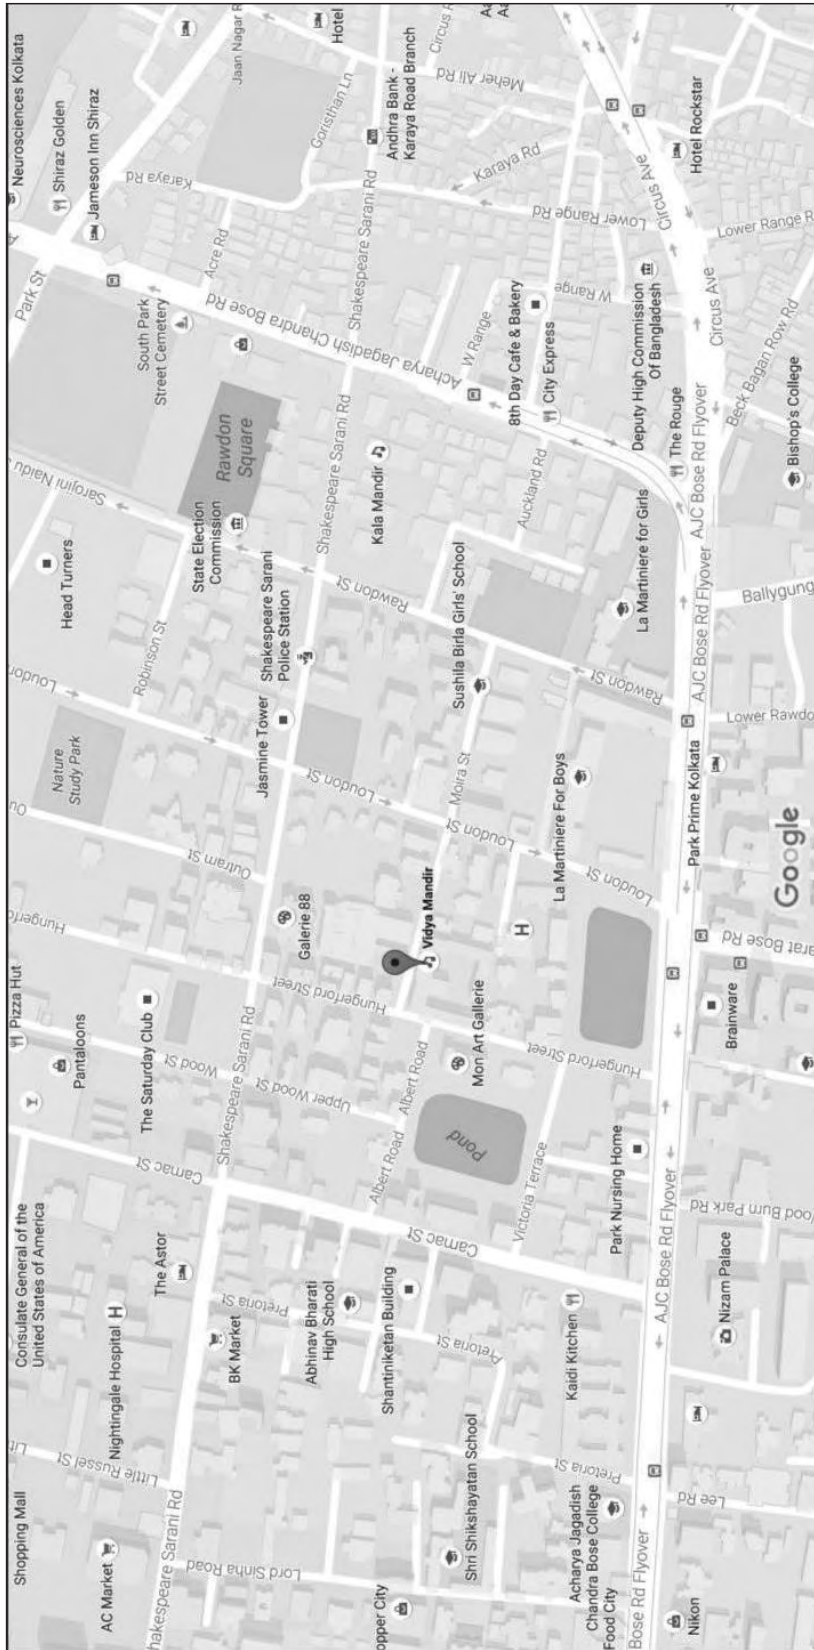 Shopping Mall
Consulate General of the
United States of America
Pizza Hut
Pantaloons
AC Market
Nightingale Hospital
The Astor
The Saturday Club
Camac St
Wood St
Outram St
Nature
Study Park
Loudon
Head Turners
Robinson St
Sarojini Naidu
Park St
Neurosciences Kolkata
Shiraz Golden
Jameson Inn Shiraz
South Park
Street Cemetery
State Election
Commission
Rawdon
Square
Acre Rd
Karaya Rd
Jaan Nagar R
Hotel
Goristhan Ln
Little Russel St
Shakespeare Sarani Rd
Shakespeare Sarani Rd
Shakespeare Sarani Rd
Shakespeare Sarani Rd
Lord Sinha Road
BK Market
Pretoria St
Abhinav Bharati
High School
Shantiniketan Building
Upper Wood St
Albert Road
Albert Road
Hungerford Street
Galerie 88
Jasmine Tower
Shakespeare Sarani
Police Station
Loudon St
Loudon St
Loudon St
Vidya Mandir
Moira St
Kala Mandir
Rawdon St
Rawdon St
Sushila Birla Girls' School
Acharya Jagadish Chandra Bose Rd
Andhra Bank -
Karaya Road Branch
Karaya Rd
Meher Ali Rd
Circus R
Lower Range Rd
W Range
W Range
8th Day Cafe & Bakery
City Express
Auckland Rd
opper City
Shri Shikshayatan School
Pretoria St
Kaidi Kitchen
Camac St
Victoria Terrace
Pond
Mon Art Gallerie
Hungerford Street
Park Nursing Home
La Martiniere For Boys
La Martiniere for Girls
Deputy High Commission
Of Bangladesh
The Rouge
Circus Ave
Circus Ave
Hotel Rockstar
Acharya Jagadish
Chandra Bose College
Food City
Bose Rd Flyover
AJC Bose Rd Flyover
AJC Bose Rd Flyover
AJC Bose Rd Flyover
Park Prime Kolkata
Nikon
Lee Rd
Nizam Palace
ood Burn Park Rd
Brainware
arat Bose Rd
Lower Rawdo
Ballygung
Beck Bagan Row Rd
Bishop's College
Lower Range R
Google